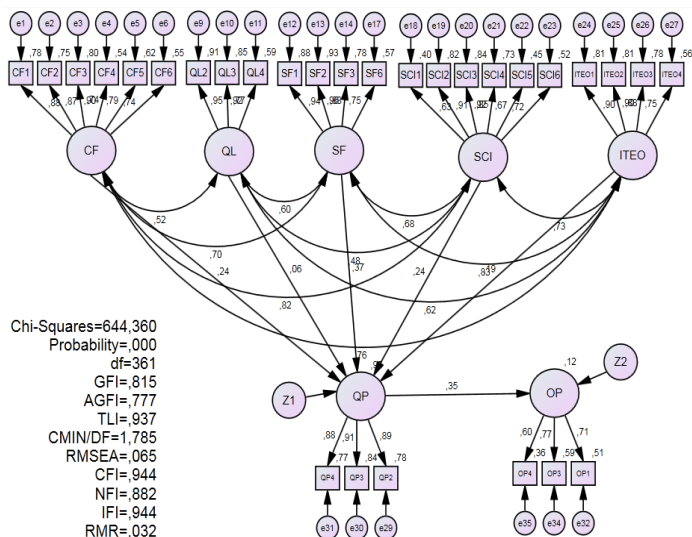 e1 e2 e3 e4 e5 e6 e9 e10 e11 e12 e13 e14 e17 e18 e19 e20 e21 e22 e23 e24 e25 e26 e27
,78 ,75 ,80 ,54 ,62 ,55 ,91 ,85 ,59 ,88 ,93 ,78 ,57 ,40 ,82 ,84 ,73 ,45 ,52 ,81 ,81 ,78 ,56
CF1 CF2 CF3 CF4 CF5 CF6 QL2 QL3 QL4 SF1 SF2 SF3 SF6 SCI1 SCI2 SCI3 SCI4 SCI5 SCI6 ITEO1 ITEO2 ITEO3 ITEO4
,88 ,87 ,79 ,74 ,95 ,94 ,75 ,63 ,91 ,67 ,72 ,90 ,75
CF QL SF SCI ITEO
,52 ,60 ,68 ,73
,70 ,48
,24 ,06 ,37 ,24 ,83
,82 ,62
Chi-Squares=644,360
Probability=,000
df=361
GFI=,815
AGFI=,777
TLI=,937
CMIN/DF=1,785
RMSEA=,065
CFI=,944
NFI=,882
IFI=,944
RMR=,032
,76 ,12 Z2
Z1 QP ,35 OP
,88 ,91 ,89 ,60 ,77 ,71
,77 ,84 ,78 ,36 ,59 ,51
QP4 QP3 QP2 OP4 OP3 OP1
e31 e30 e29 e35 e34 e32